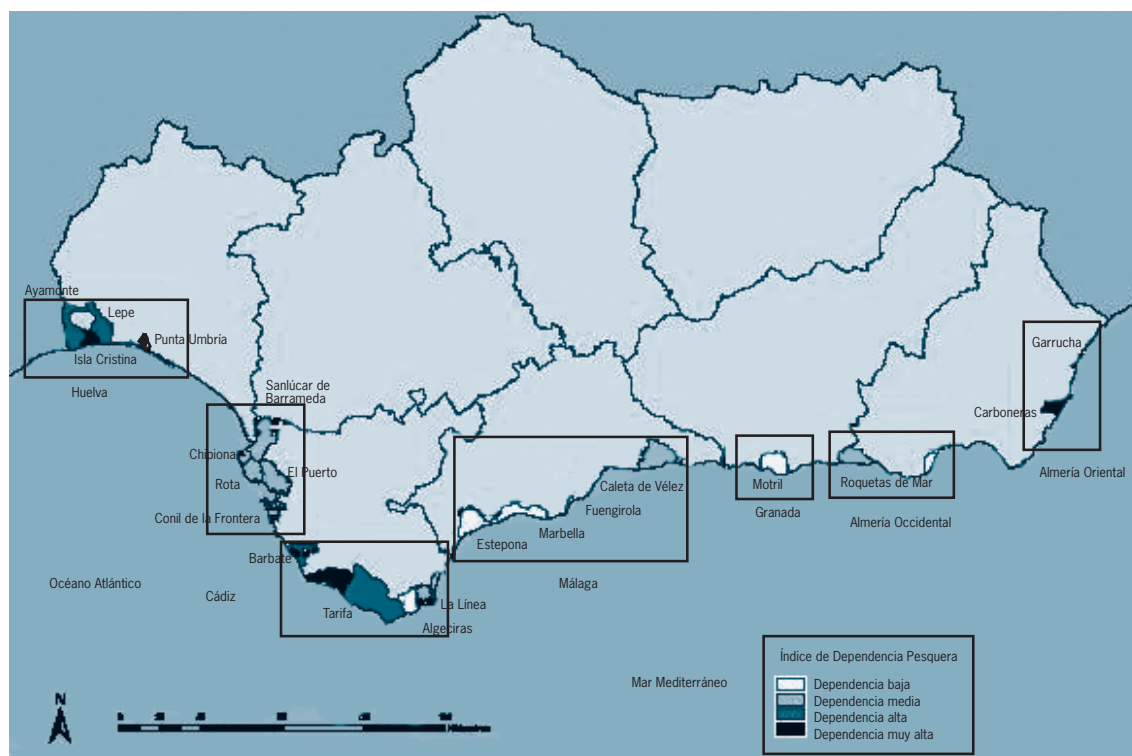 Ayamonte
Lepe
Punta Umbría
Isla Cristina
Huelva
Sanlúcar de
Barrameda
Chipiona
El Puerto
Rota
Conil de la Frontera
Barbate
Océano Atlántico
Cádiz
Tarifa
La Línea
Algeciras
Estepona
Marbella
Fuengirola
Caleta de Vélez
Málaga
Motril
Granada
Roquetas de Mar
Almería Occidental
Garrucha
Carboneras
Almería Oriental
Mar Mediterráneo
Índice de Dependencia Pesquera
Dependencia baja
Dependencia media
Dependencia alta
Dependencia muy alta
N